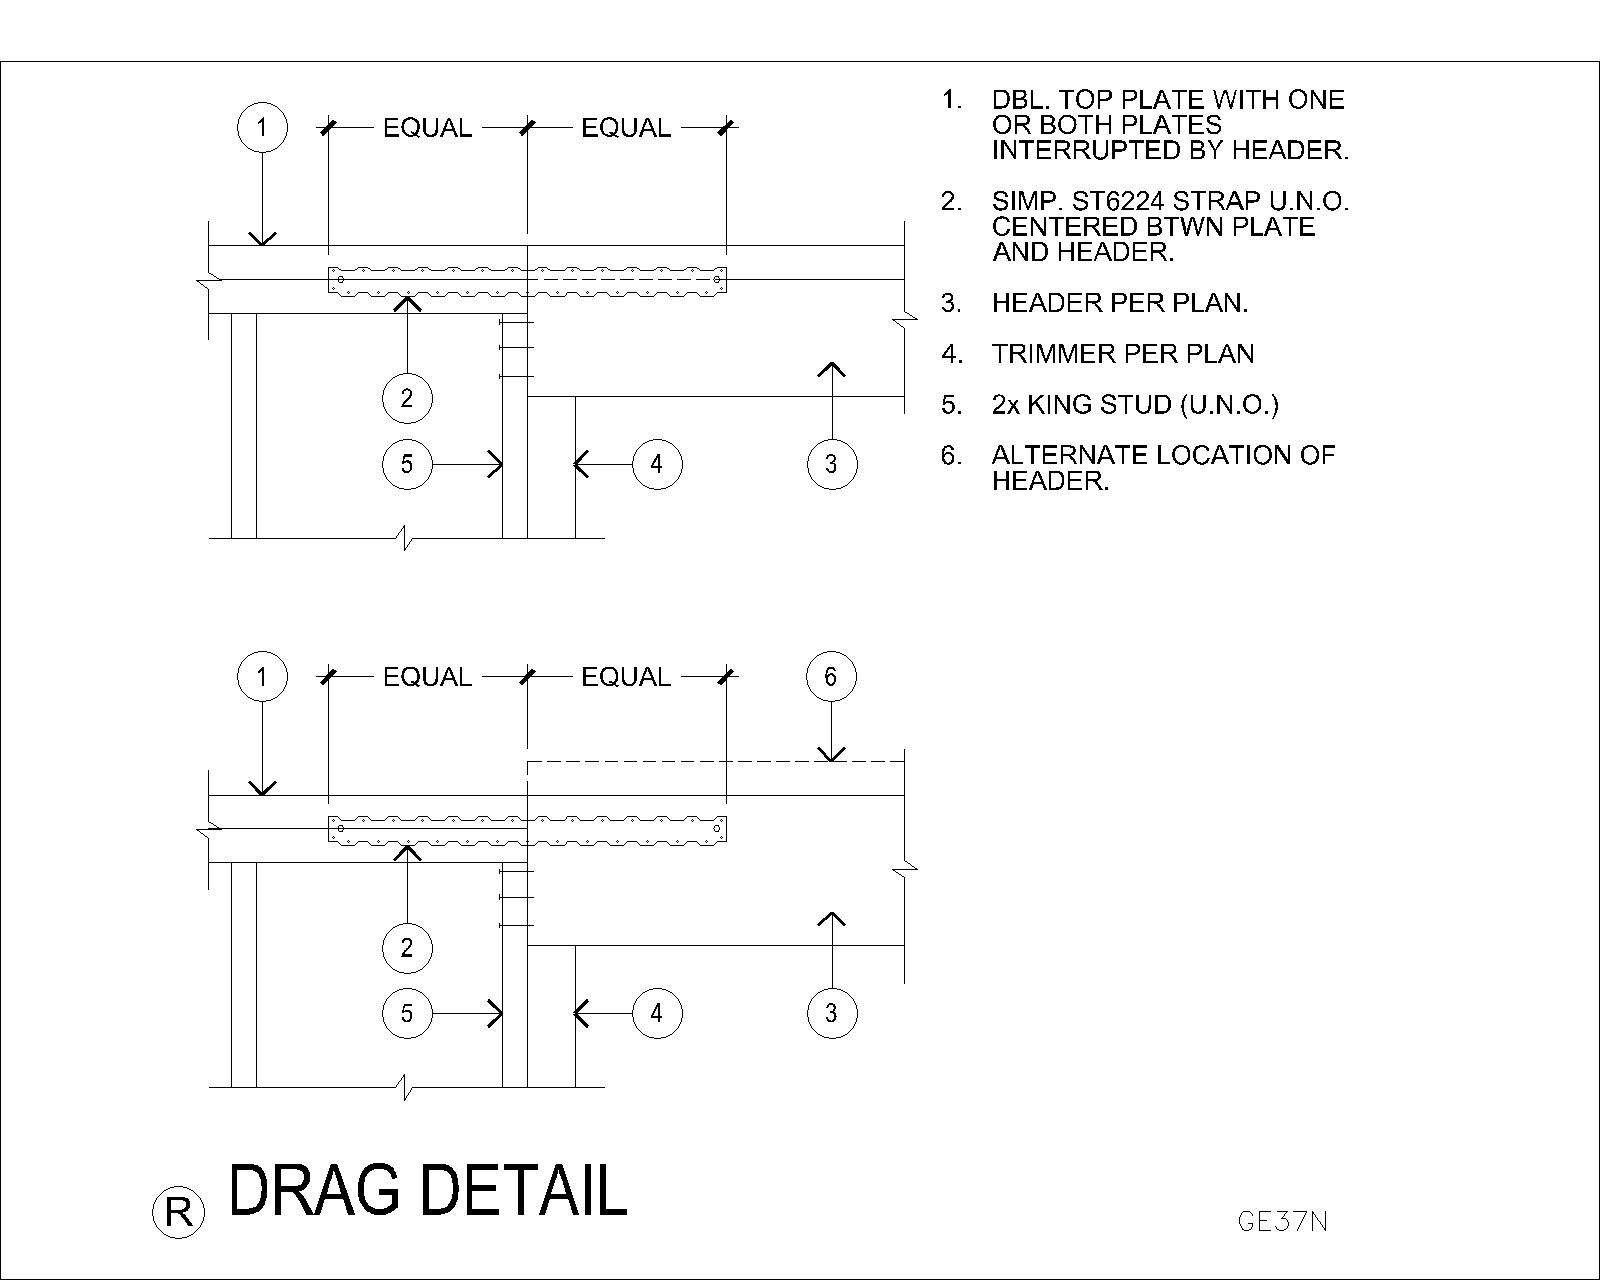 1 EQUAL EQUAL
2
5 4 3
1. DBL. TOP PLATE WITH ONE
OR BOTH PLATES
INTERRUPTED BY HEADER.
2. SIMP. ST6224 STRAP U.N.O.
CENTERED BTWN PLATE
AND HEADER.
3. HEADER PER PLAN.
4. TRIMMER PER PLAN
5. 2x KING STUD (U.N.O.)
6. ALTERNATE LOCATION OF
HEADER.
1 EQUAL EQUAL 6
2
5 4 3
R DRAG DETAIL
GE37N